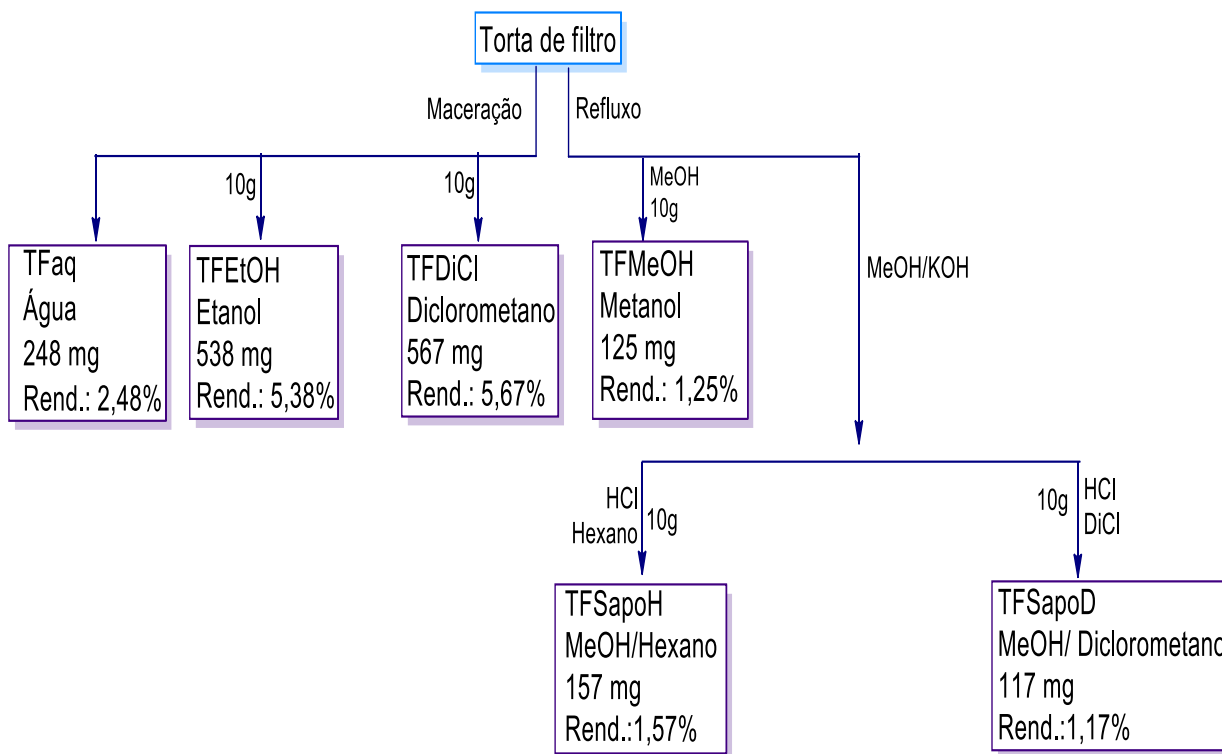 Torta de filtro
Maceração
Refluxo
10g
10g
MeOH
10g
TFaq
Água
248 mg
Rend.: 2,48%
TFEtOH
Etanol
538 mg
Rend.: 5,38%
TFDiCl
Diclorometano
567 mg
Rend.: 5,67%
TFMeOH
Metanol
125 mg
Rend.: 1,25%
MeOH/KOH
HCl
Hexano
10g
10g
HCl
DiCl
TFSapoH
MeOH/Hexano
157 mg
Rend.:1,57%
TFSapoD
MeOH/ Diclorometano
117 mg
Rend.:1,17%